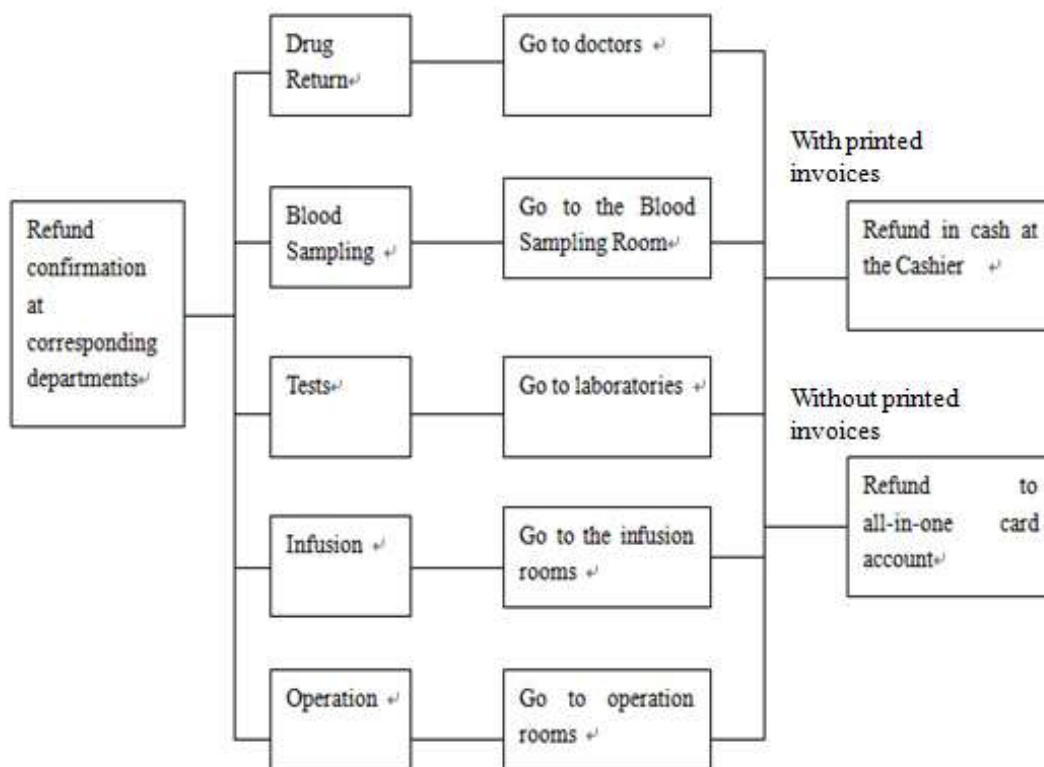 Refund
confirmation
at
corresponding
departments
Drug
Return
Go to doctors
Blood
Sampling
Go to the Blood
Sampling Room
Tests
Go to laboratories
Infusion
Go to the infusion
rooms
Operation
Go to operation
rooms
With printed
invoices
Refund in cash at
the Cashier
Without printed
invoices
Refund to
all-in-one card
account